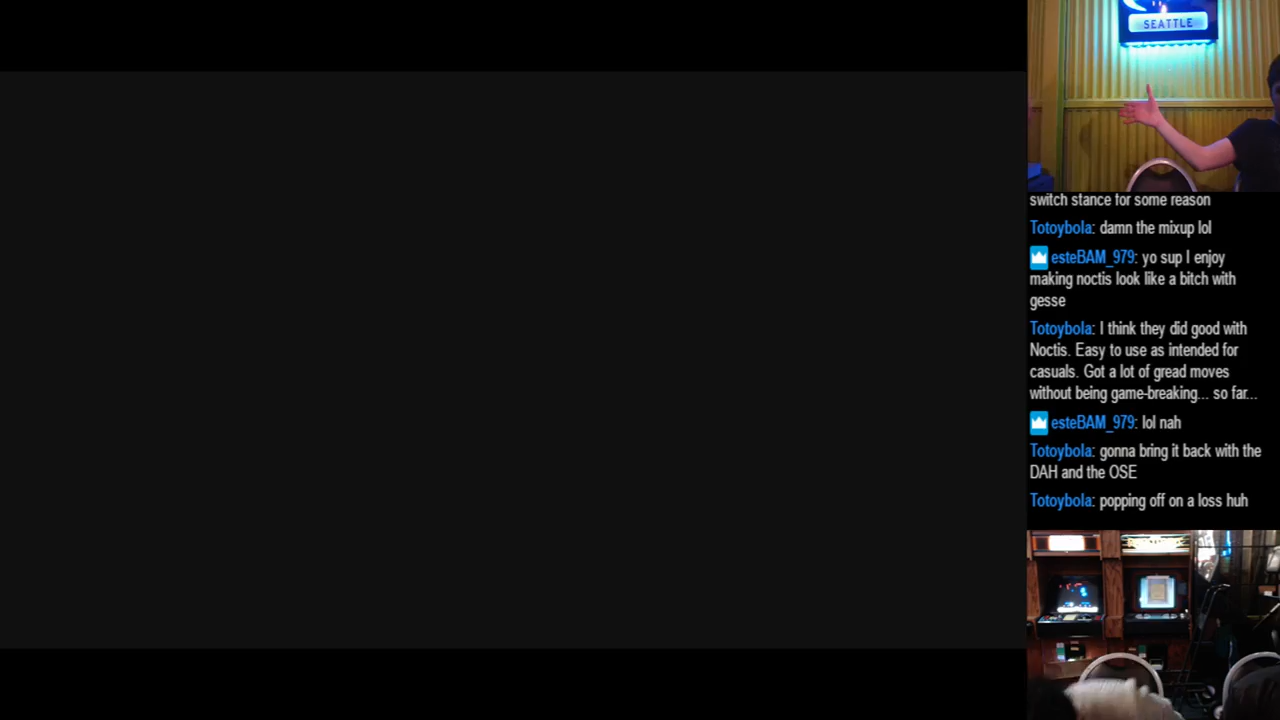 SEATTLE
switch stance for some reason
Totoybola: damn the mixup lol
esteBAM_979: yo sup I enjoy
making noctis look like a bitch with
gesse
Totoybola: I think they did good with
Noctis. Easy to use as intended for
casuals. Got a lot of gread moves
without being game-breaking... so far...
esteBAM_979: lol nah
Totoybola: gonna bring it back with the
DAH and the OSE
Totoybola: popping off on a loss huh